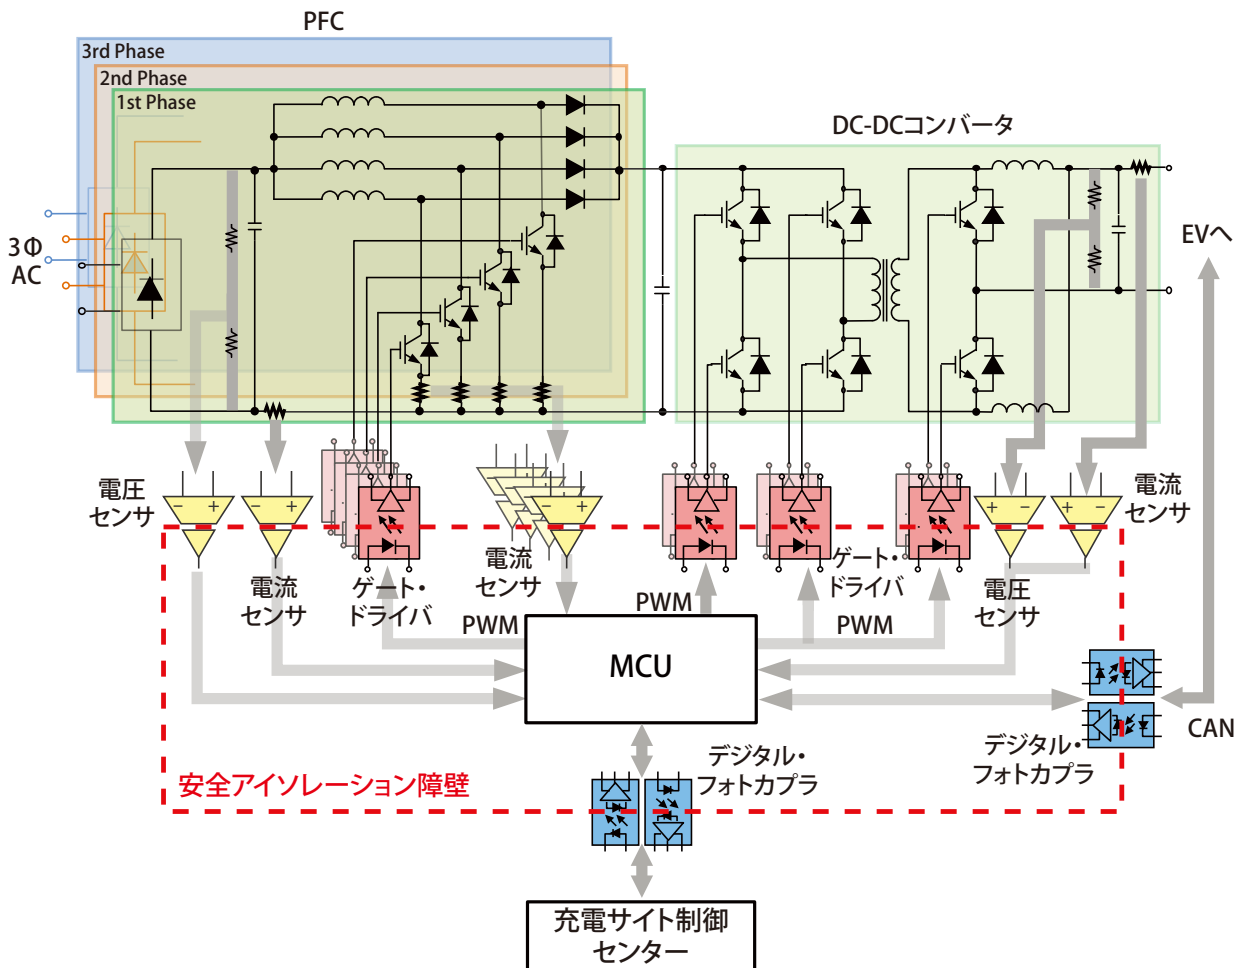 PFC
3rd Phase
2nd Phase
1st Phase
DC-DCコンバータ
3Φ
AC
EVへ
電圧
センサ
− +
− +
電流
センサ
ゲート・
ドライバ
電流
センサ
− +
ゲート・
ドライバ
+ −
+ −
電圧
センサ
電流
センサ
PWM
PWM
PWM
MCU
CAN
デジタル・
フォトカプラ
デジタル・
フォトカプラ
安全アイソレーション障壁
充電サイト制御
センター